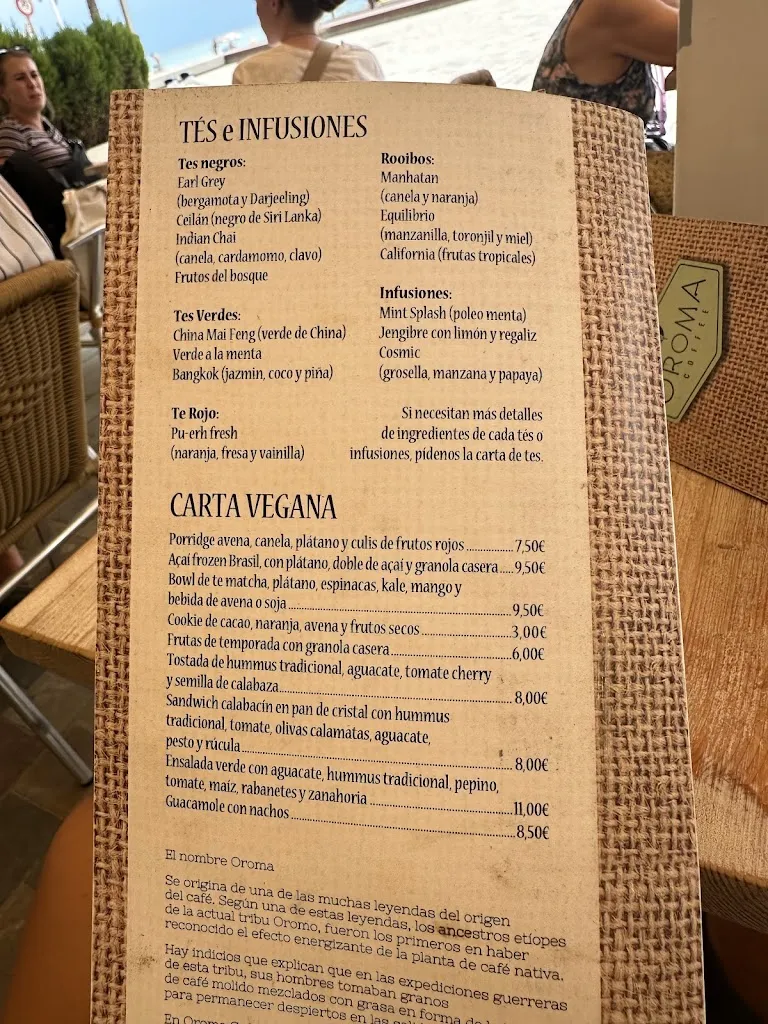 TÉS e INFUSIONES
Tes negros:
Earl Grey
(bergamota y Darjeeling)
Ceilán (negro de Siri Lanka)
Indian Chai
(canela, cardamomo, clavo)
Frutos del bosque
Tes Verdes:
China Mai Feng (verde de China)
Verde a la menta
Bangkok (jazmin, coco y piña)
Te Rojo:
Pu-erh fresh
(naranja, fresa y vainilla)
Rooibos:
Manhatan
(canela y naranja)
Equilibrio
(manzanilla, toronjil y miel)
California (frutas tropicales)
Infusiones:
Mint Splash (poleo menta)
Jengibre con limón y regaliz
Cosmic
(grosella, manzana y papaya)
Si necesitan más detalles
de ingredientes de cada tés o
infusiones, pídenos la carta de tes.
CARTA VEGANA
Porridge avena, canela, plátano y culis de frutos rojos ............... 7,50€
Açaí frozen Brasil, con plátano, doble de açaí y granola casera ..... 9,50€
Bowl de te matcha, plátano, espinacas, kale, mango y
bebida de avena o soja ............... 9,50€
Cookie de cacao, naranja, avena y frutos secos ............... 3,00€
Frutas de temporada con granola casera ............... 6,00€
Tostada de hummus tradicional, aguacate, tomate cherry
y semilla de calabaza ............... 8,00€
Sandwich calabacín en pan de cristal con hummus
tradicional, tomate, olivas calamatas, aguacate,
pesto y rúcula ............... 8,00€
Ensalada verde con aguacate, hummus tradicional, pepino,
tomate, maíz, rabanetes y zanahoria ............... 11,00€
Guacamole con nachos ............... 8,50€
El nombre Oroma
Se origina de una de las muchas leyendas del origen
del café. Según una de estas leyendas, los ancestros etíopes
de la actual tribu Oromo, fueron los primeros en haber
reconocido el efecto energizante de la planta de café nativa.
Hay indicios que explican que en las expediciones guerreras
de esta tribu, sus hombres tomaban granos
de café molido mezclados con grasa en forma de
para permanecer despiertos en las
En Oroma
OROMA
COFFEE